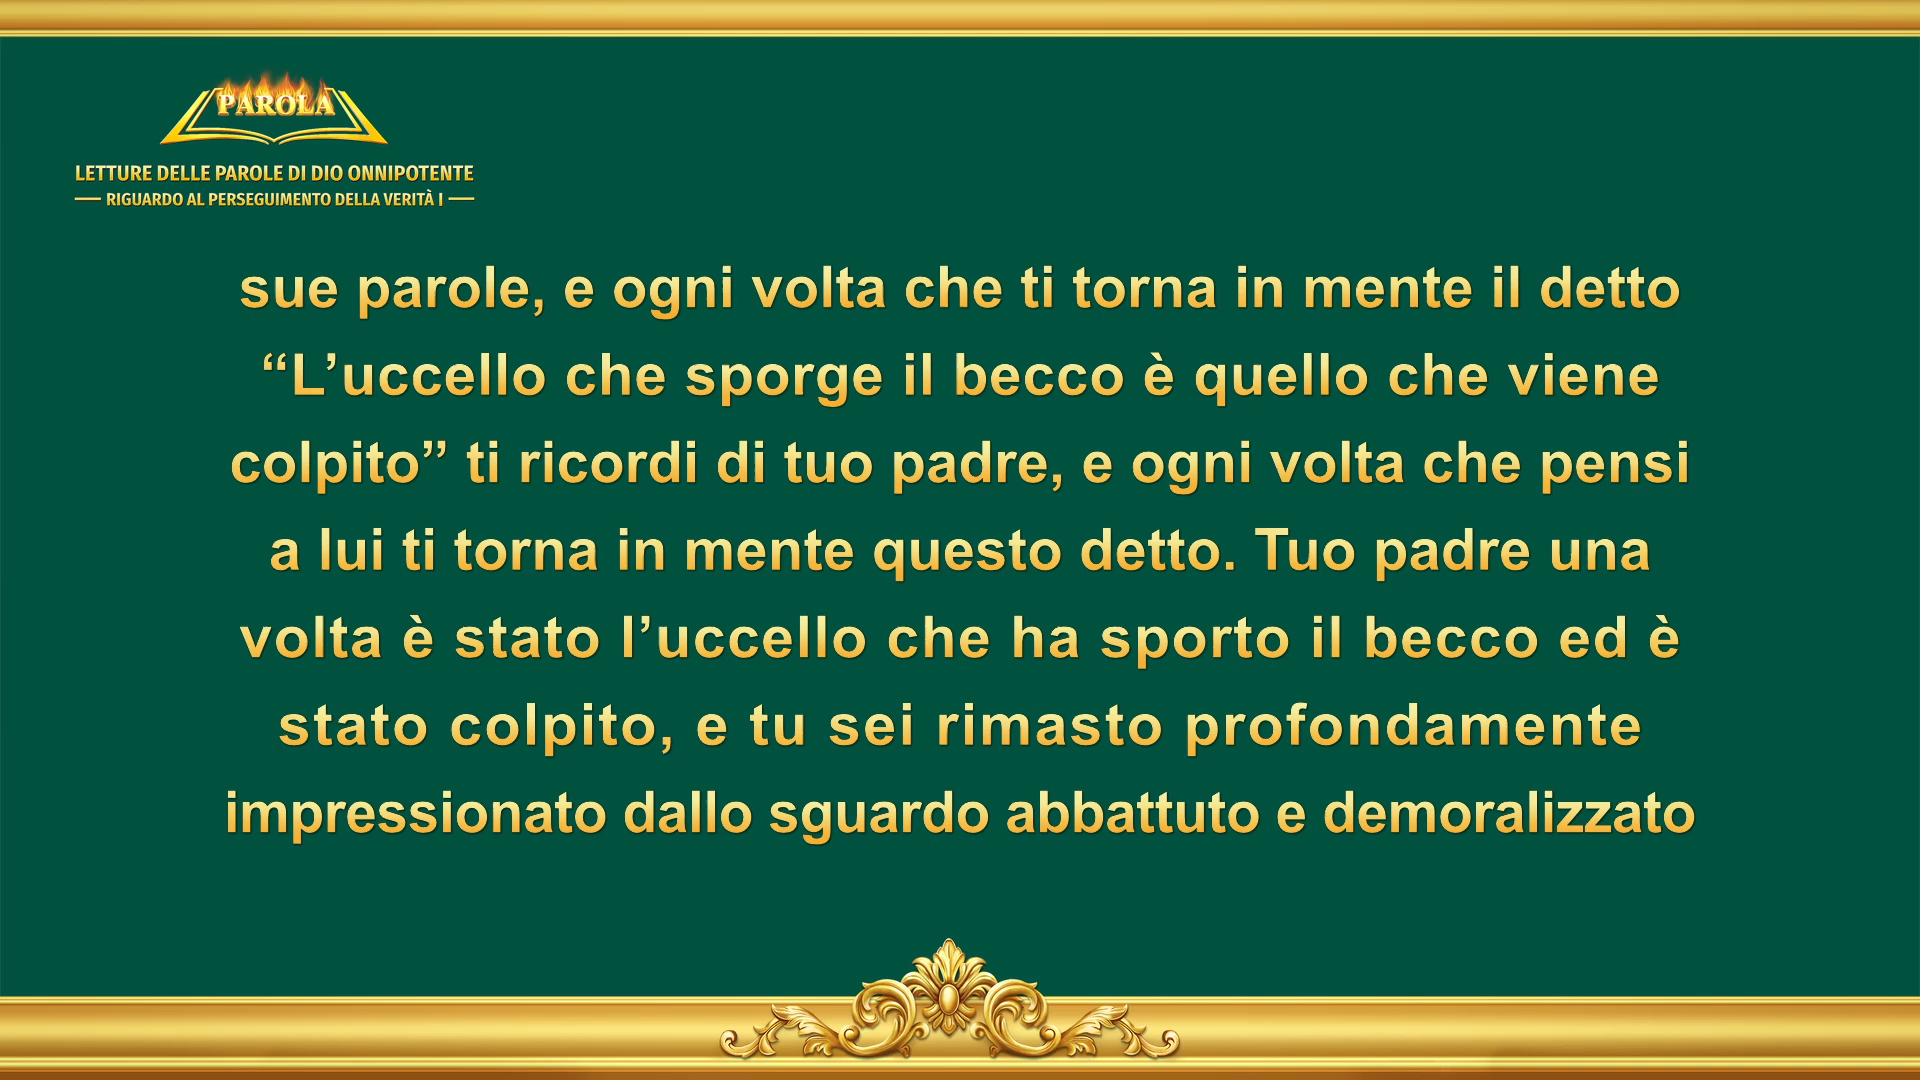 PAROLA
LETTURE DELLE PAROLE DI DIO ONNIPOTENTE
RIGUARDO AL PERSEGUIMENTO DELLA VERITÀ I
sue parole, e ogni volta che ti torna in mente il detto
“L’uccello che sporge il becco è quello che viene
colpito” ti ricordi di tuo padre, e ogni volta che pensi
a lui ti torna in mente questo detto. Tuo padre una
volta è stato l’uccello che ha sporto il becco ed è
stato colpito, e tu sei rimasto profondamente
impressionato dallo sguardo abbattuto e demoralizzato